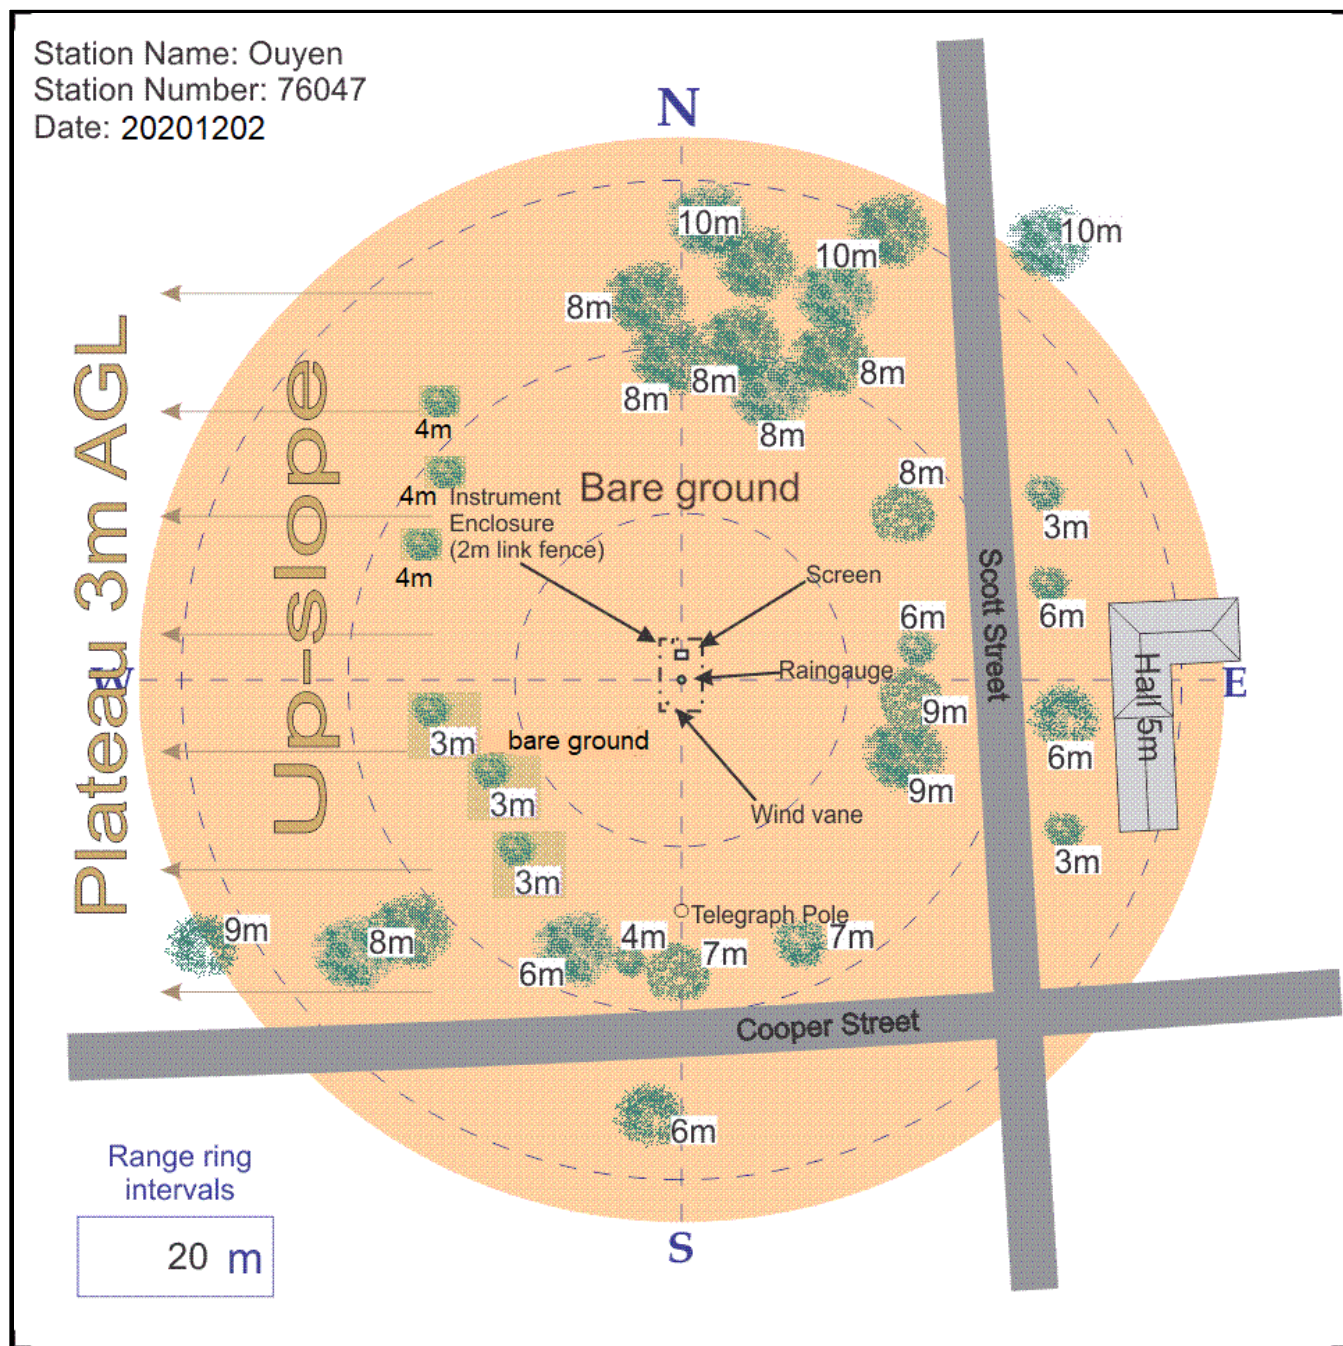 Station Name: Ouyen
Station Number: 76047
Date: 20201202
N
10m
10m
10m
8m
8m
8m
8m
8m
4m
8m
4m
Instrument
Enclosure
(2m link fence)
Bare ground
3m
4m
Screen
6m
6m
Scott Street
Plateau 3m AGL
Up-slope
W
Raingauge
E
Hall 5m
9m
3m
bare ground
6m
9m
3m
Wind vane
3m
3m
Telegraph Pole
9m
8m
6m
4m
7m
7m
Cooper Street
6m
Range ring
intervals
20 m
S